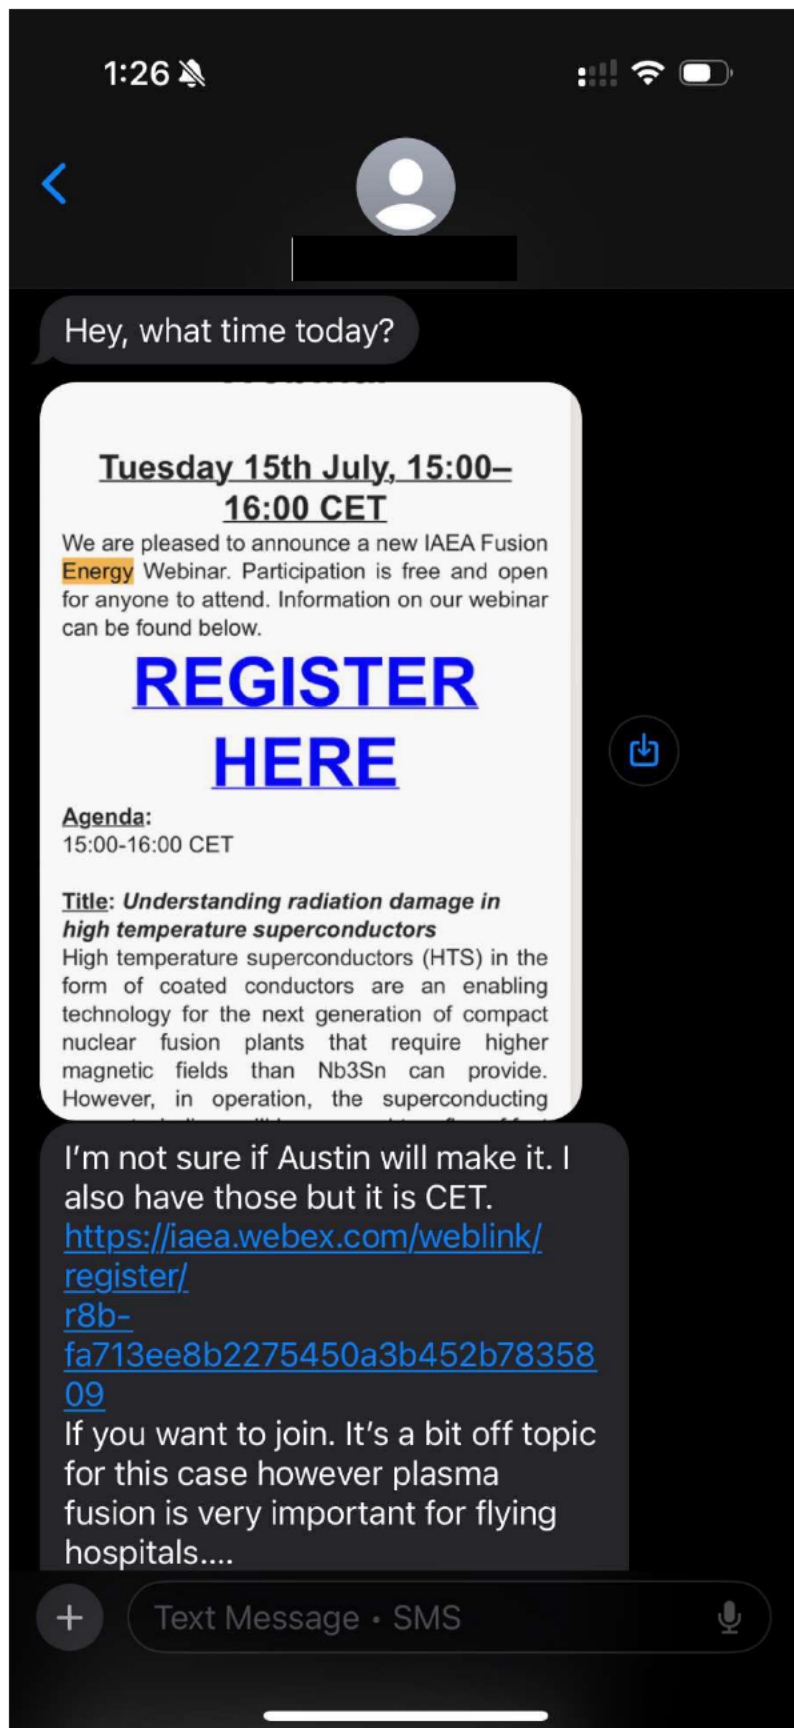 1:26
Hey, what time today?
Tuesday 15th July, 15:00–
16:00 CET
We are pleased to announce a new IAEA Fusion
Energy Webinar. Participation is free and open
for anyone to attend. Information on our webinar
can be found below.
REGISTER
HERE
Agenda:
15:00-16:00 CET
Title: Understanding radiation damage in
high temperature superconductors
High temperature superconductors (HTS) in the
form of coated conductors are an enabling
technology for the next generation of compact
nuclear fusion plants that require higher
magnetic fields than Nb3Sn can provide.
However, in operation, the superconducting
I'm not sure if Austin will make it. I
also have those but it is CET.
https://iaea.webex.com/weblink/
register/
r8b-
fa713ee8b2275450a3b452b78358
09
If you want to join. It's a bit off topic
for this case however plasma
fusion is very important for flying
hospitals....
Text Message • SMS